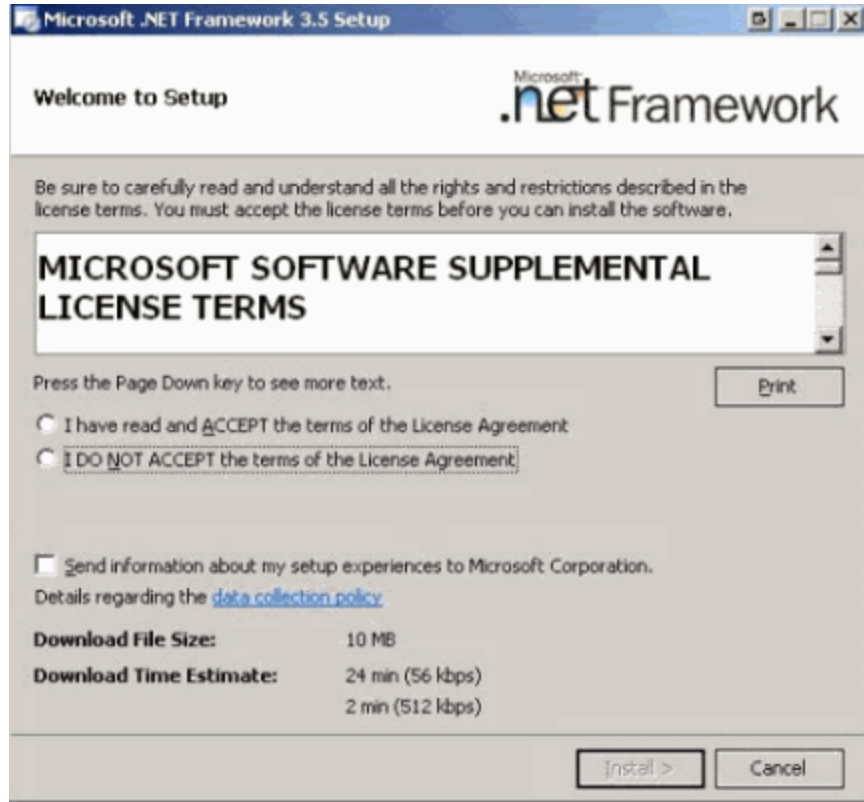 Microsoft .NET Framework 3.5 Setup
Welcome to Setup
Microsoft
.net Framework
Be sure to carefully read and understand all the rights and restrictions described in the
license terms. You must accept the license terms before you can install the software.
MICROSOFT SOFTWARE SUPPLEMENTAL
LICENSE TERMS
Press the Page Down key to see more text.
Print
I have read and ACCEPT the terms of the License Agreement
I DO NOT ACCEPT the terms of the License Agreement
Send information about my setup experiences to Microsoft Corporation.
Details regarding the data collection policy
Download File Size: 10 MB
Download Time Estimate: 24 min (56 kbps)
2 min (512 kbps)
Install >
Cancel